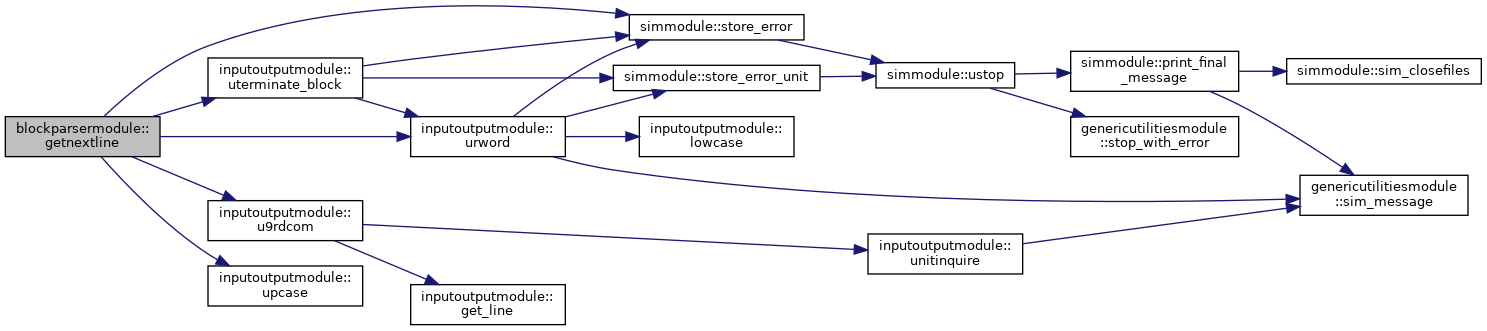 blockparsermodule::
getnextline
inputoutputmodule::
uterminate_block
inputoutputmodule::
u9rdcom
inputoutputmodule::
upcase
inputoutputmodule::
urword
inputoutputmodule::
get_line
simmodule::store_error
simmodule::store_error_unit
inputoutputmodule::
lowcase
simmodule::ustop
inputoutputmodule::
unitinquire
simmodule::print_final
_message
genericutilitiesmodule
::stop_with_error
simmodule::sim_closefiles
genericutilitiesmodule
::sim_message